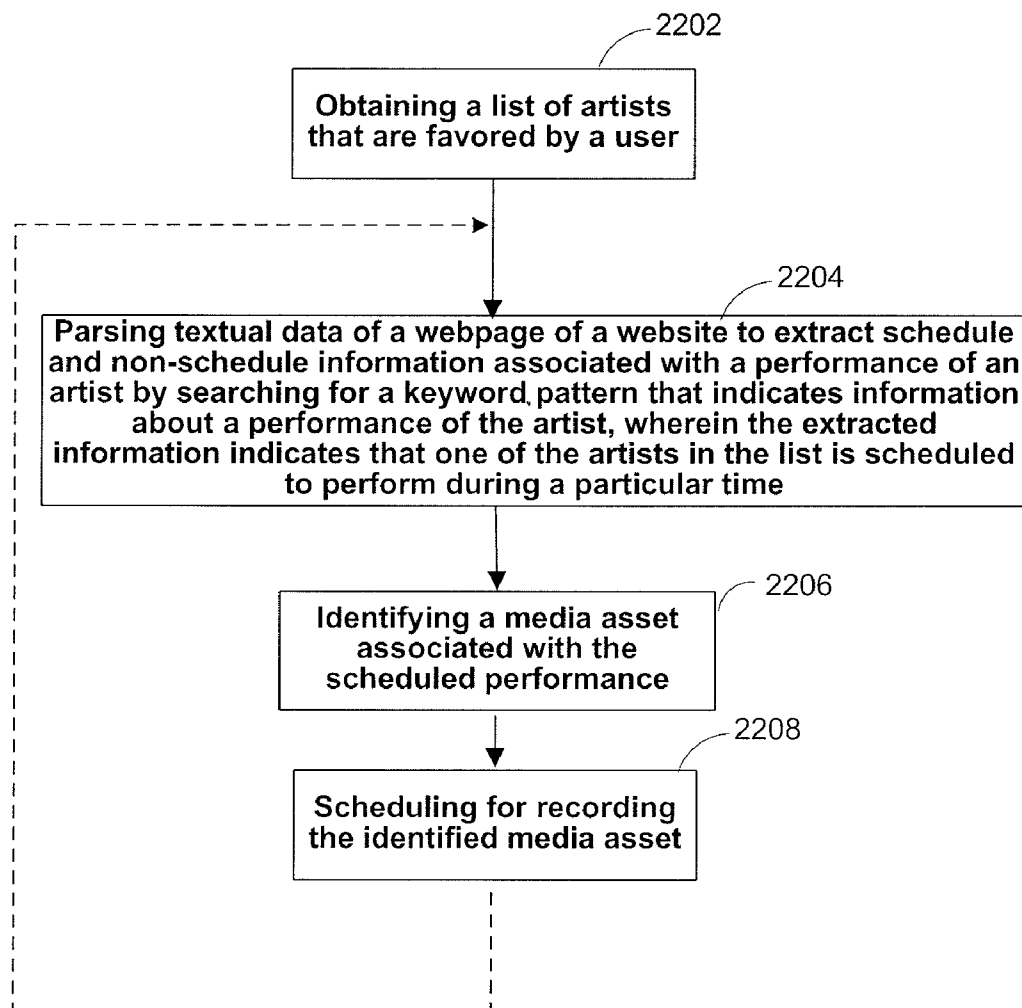 2202
Obtaining a list of artists
that are favored by a user
2204
Parsing textual data of a webpage of a website to extract schedule
and non-schedule information associated with a performance of an
artist by searching for a keyword pattern that indicates information
about a performance of the artist, wherein the extracted
information indicates that one of the artists in the list is scheduled
to perform during a particular time
2206
Identifying a media asset
associated with the
scheduled performance
2208
Scheduling for recording
the identified media asset